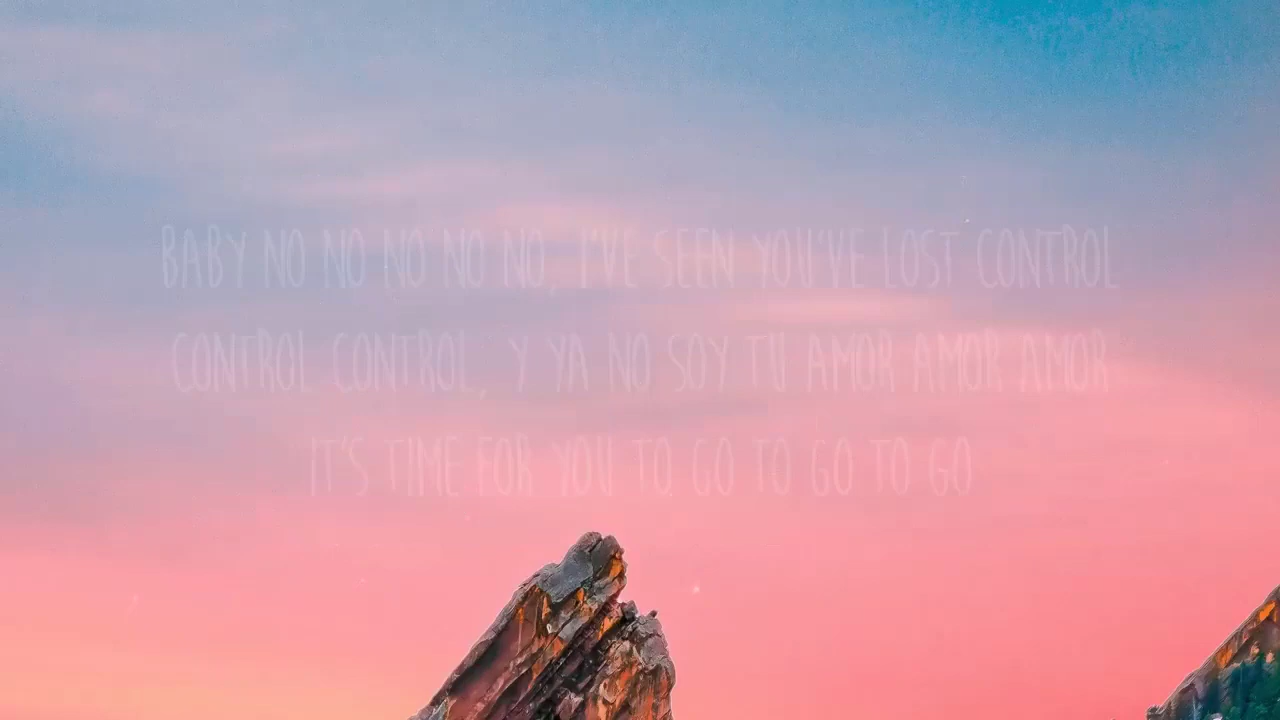 BABY NO NO NO NO NO, I'VE SEEN YOU'VE LOST CONTROL
CONTROL CONTROL, Y YA NO SOY TU AMOR AMOR AMOR
IT'S TIME FOR YOU TO GO TO GO TO GO